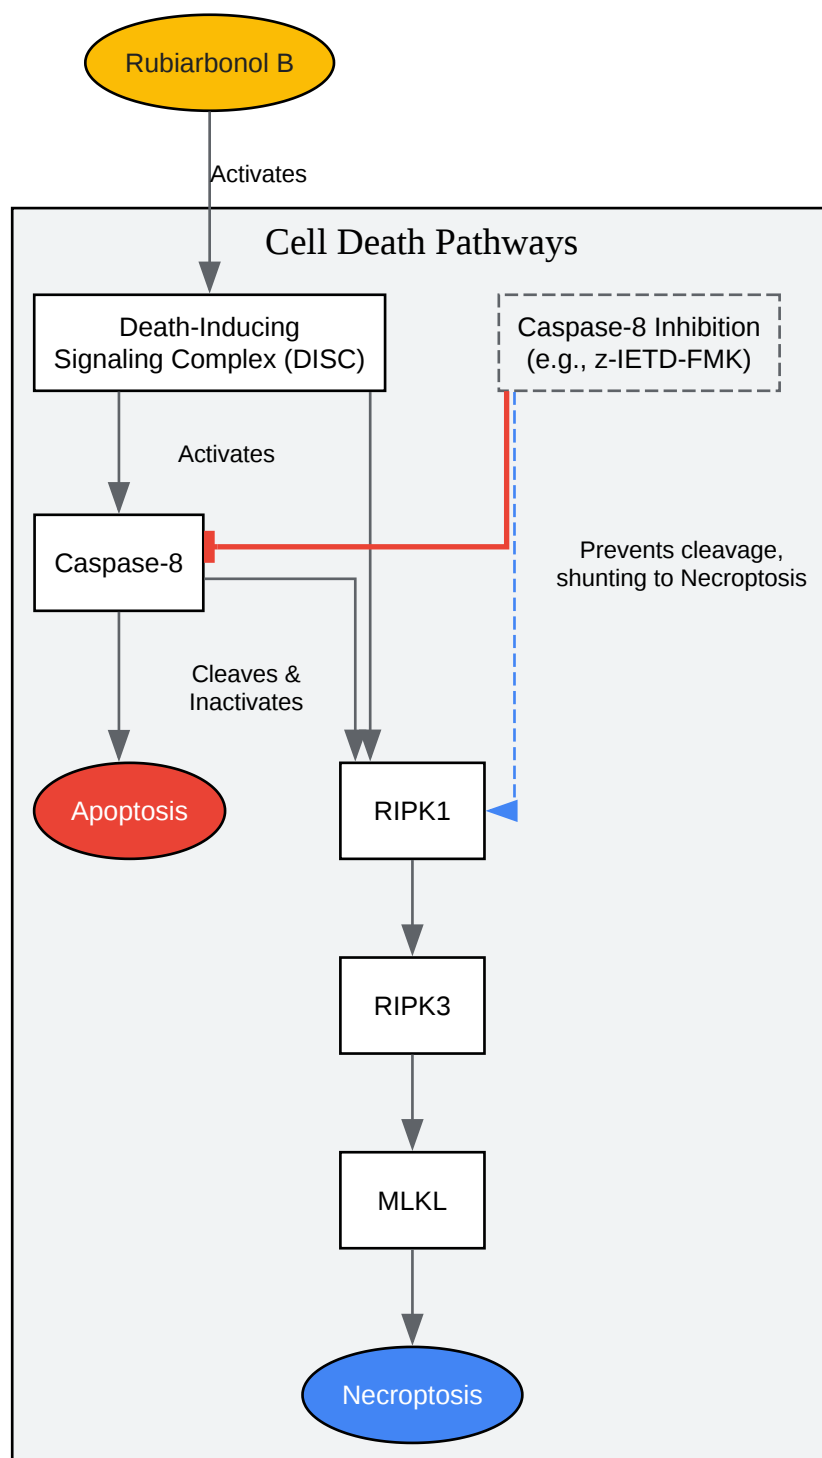 Rubiarbonol B
Activates
Cell Death Pathways
Death-Inducing
Signaling Complex (DISC)
Caspase-8 Inhibition
(e.g., z-IETD-FMK)
Activates
Caspase-8
Prevents cleavage,
shunting to Necroptosis
Cleaves &
Inactivates
Apoptosis
RIPK1
RIPK3
MLKL
Necroptosis